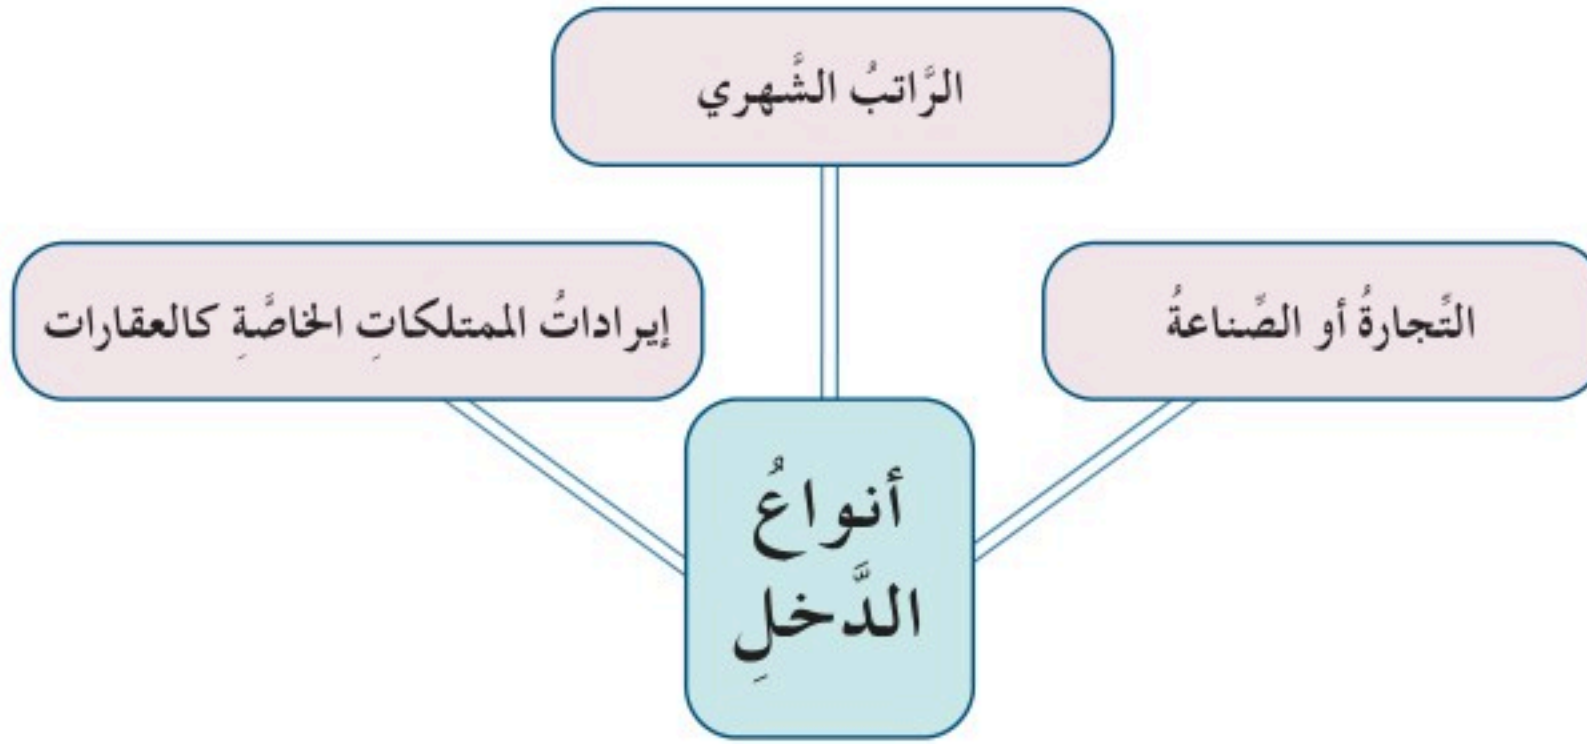 الرَّاتبُ الشَّهري
التِّجارةُ أو الصِّناعةُ
إيراداتُ الممتلكاتِ الخاصَّةِ كالعقارات
أنواعُ
الدَّخلِ